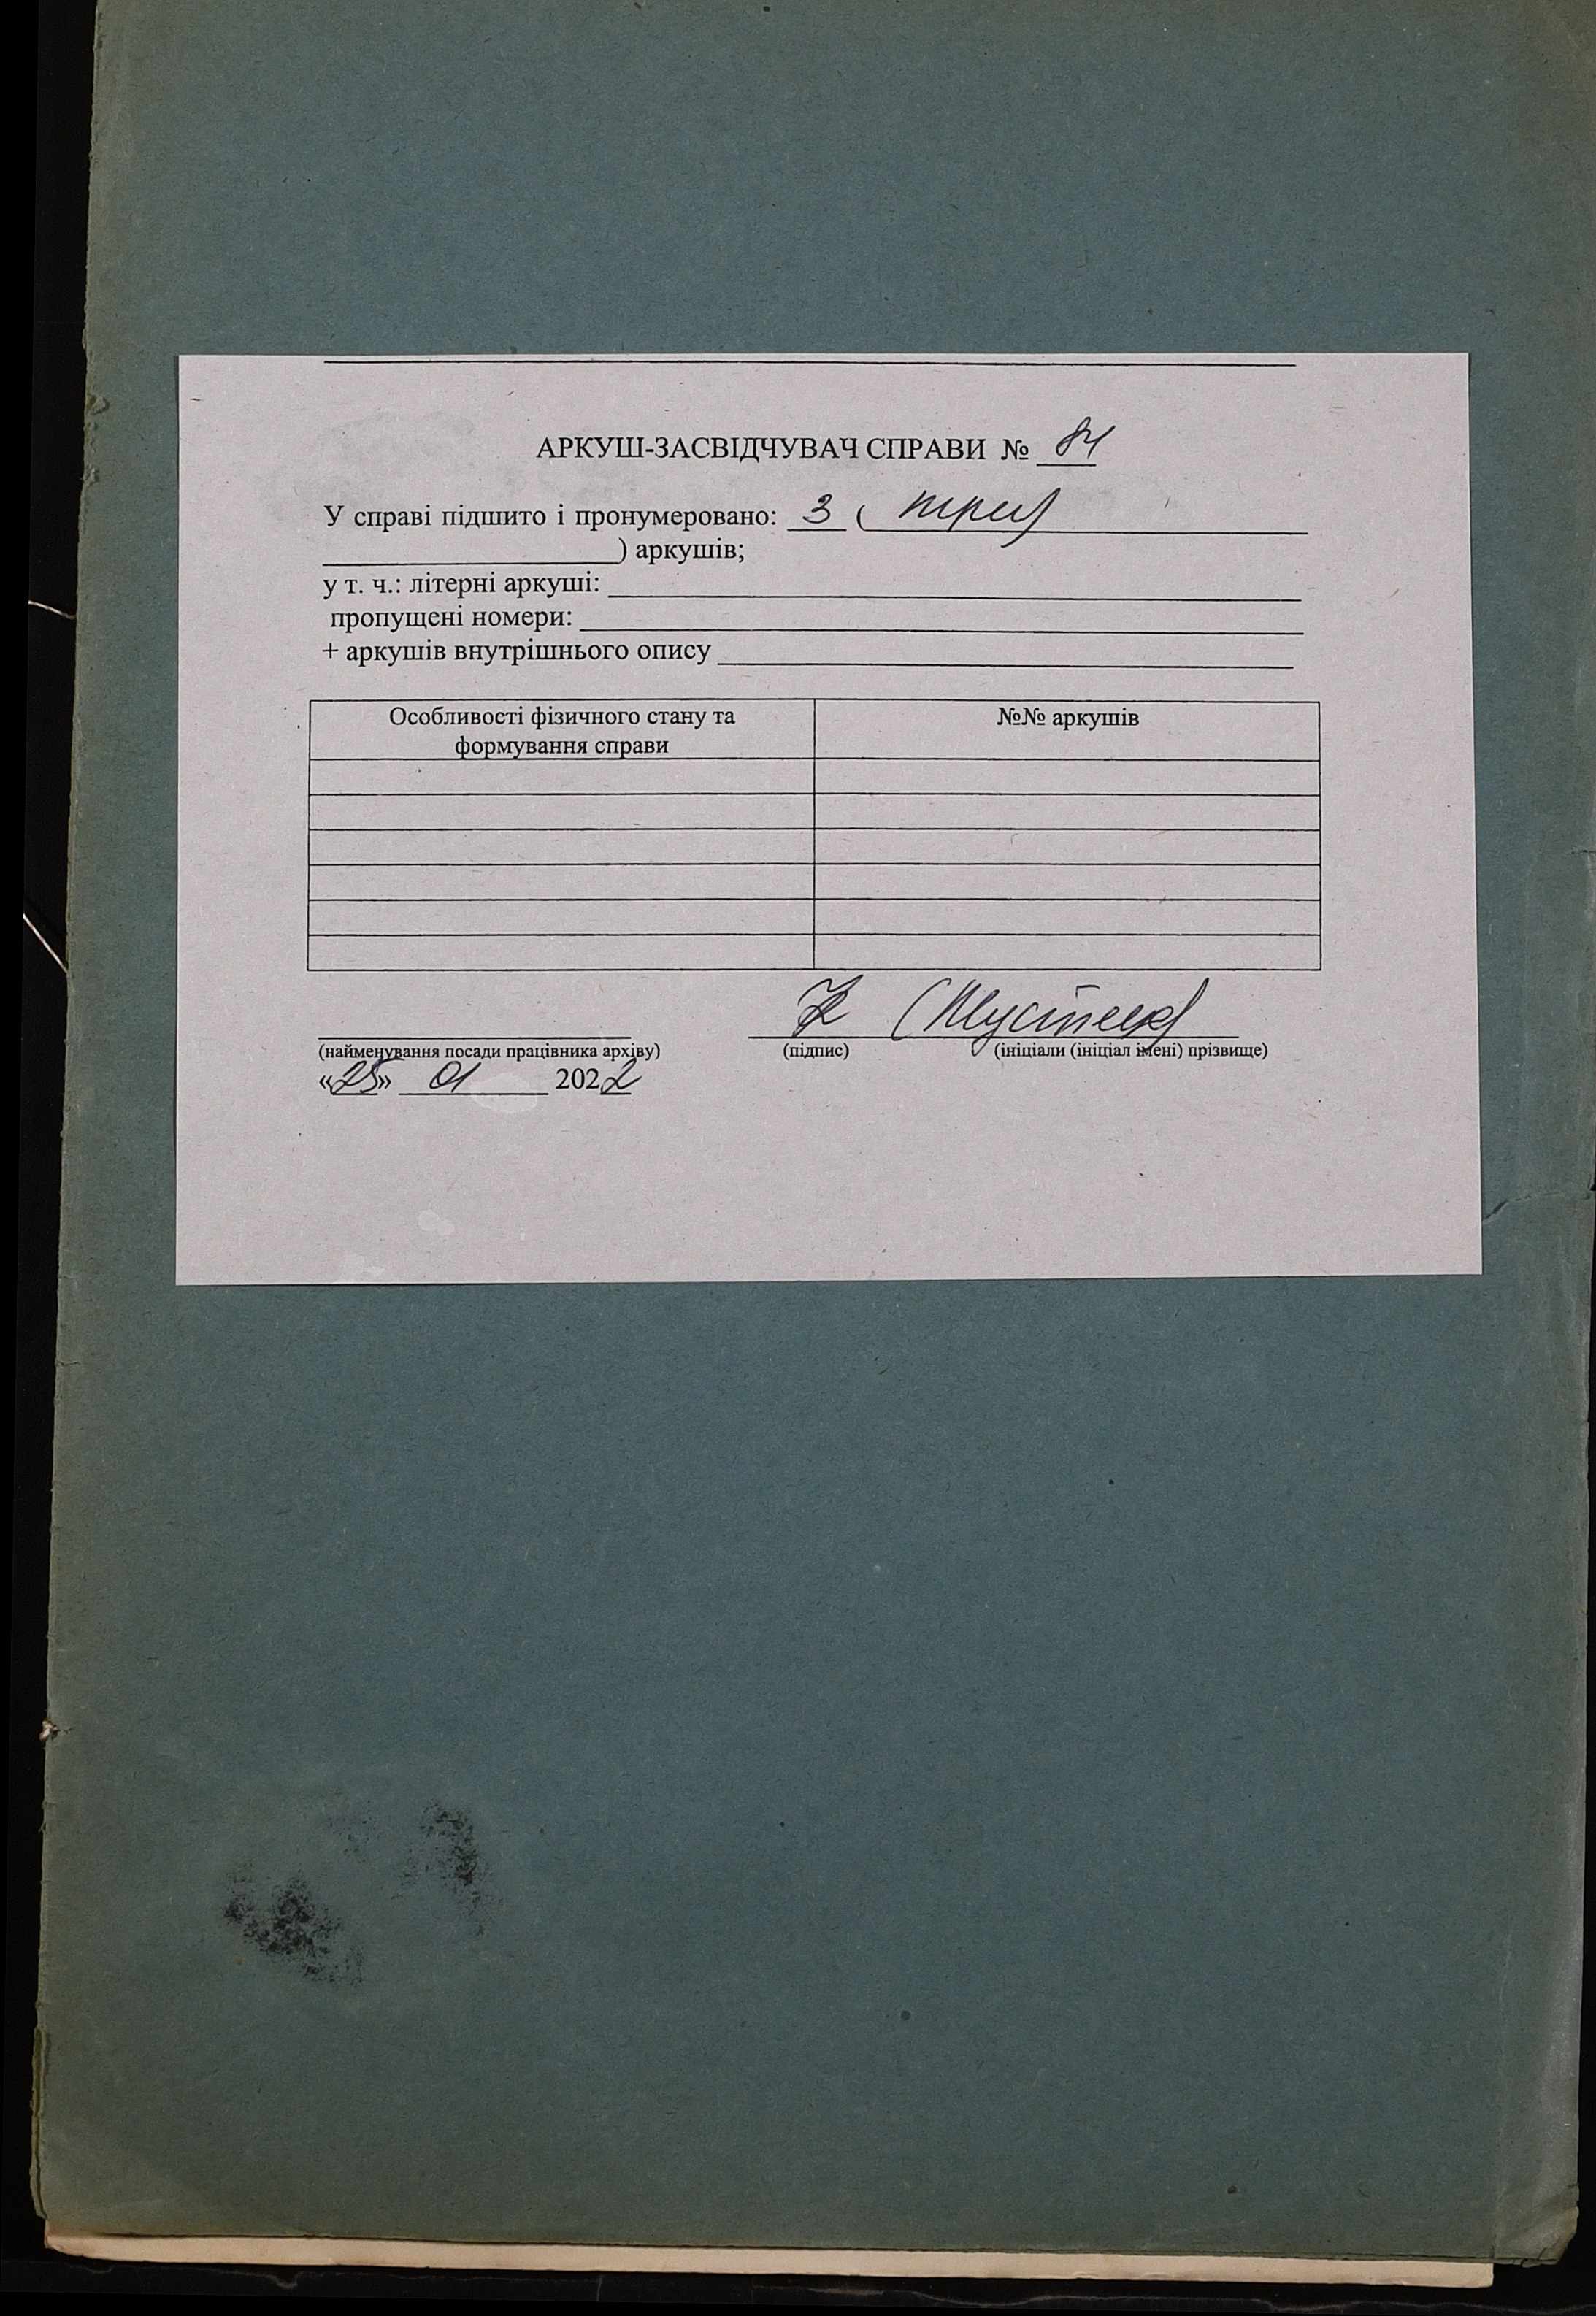 АРКУШ-ЗАСВІДЧУВАЧ СПРАВИ № 84
У справі підшито і пронумеровано: 3 ( три)
) аркушів;
у т. ч.: літерні аркуші:
пропущені номери:
+ аркушів внутрішнього опису
Особливості фізичного стану та
формування справи
№№ аркушів
(найменування посади працівника архіву)
(підпис)
(ініціали (ініціал імені) прізвище)
«25» 01 2022